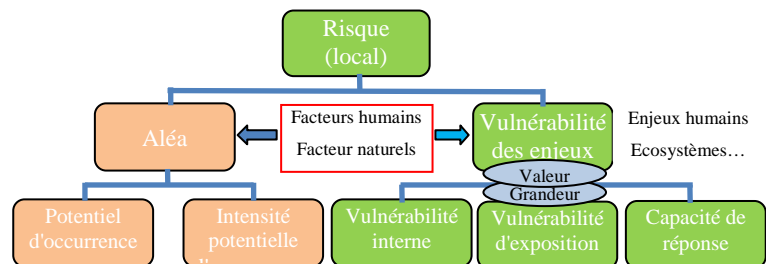 Risque
(local)
Aléa
Facteurs humains
Facteur naturels
Vulnérabilité
des enjeux
Enjeux humains
Ecosystèmes…
Valeur
Grandeur
Potentiel
d'occurrence
Intensité
potentielle
Vulnérabilité
interne
Vulnérabilité
d'exposition
Capacité de
réponse